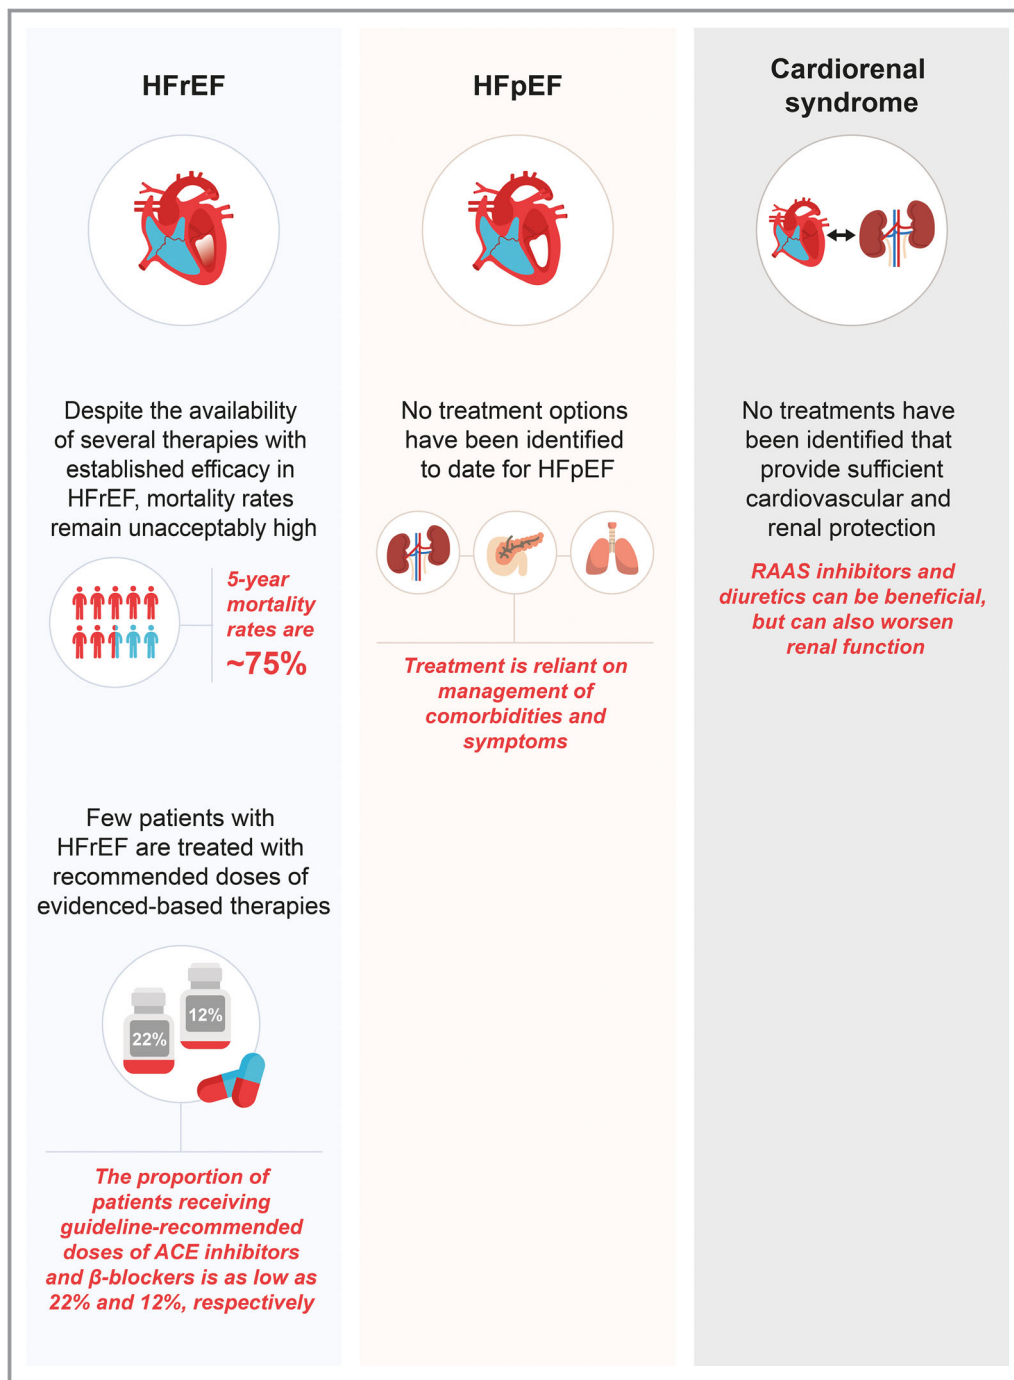 HFrEF
Despite the availability
of several therapies with
established efficacy in
HFrEF, mortality rates
remain unacceptably high
5-year
mortality
rates are
~75%
Few patients with
HFrEF are treated with
recommended doses of
evidenced-based therapies
22%
12%
The proportion of
patients receiving
guideline-recommended
doses of ACE inhibitors
and β-blockers is as low as
22% and 12%, respectively
HFpEF
No treatment options
have been identified
to date for HFpEF
Treatment is reliant on
management of
comorbidities and
symptoms
Cardiorenal
syndrome
No treatments have
been identified that
provide sufficient
cardiovascular and
renal protection
RAAS inhibitors and
diuretics can be beneficial,
but can also worsen
renal function